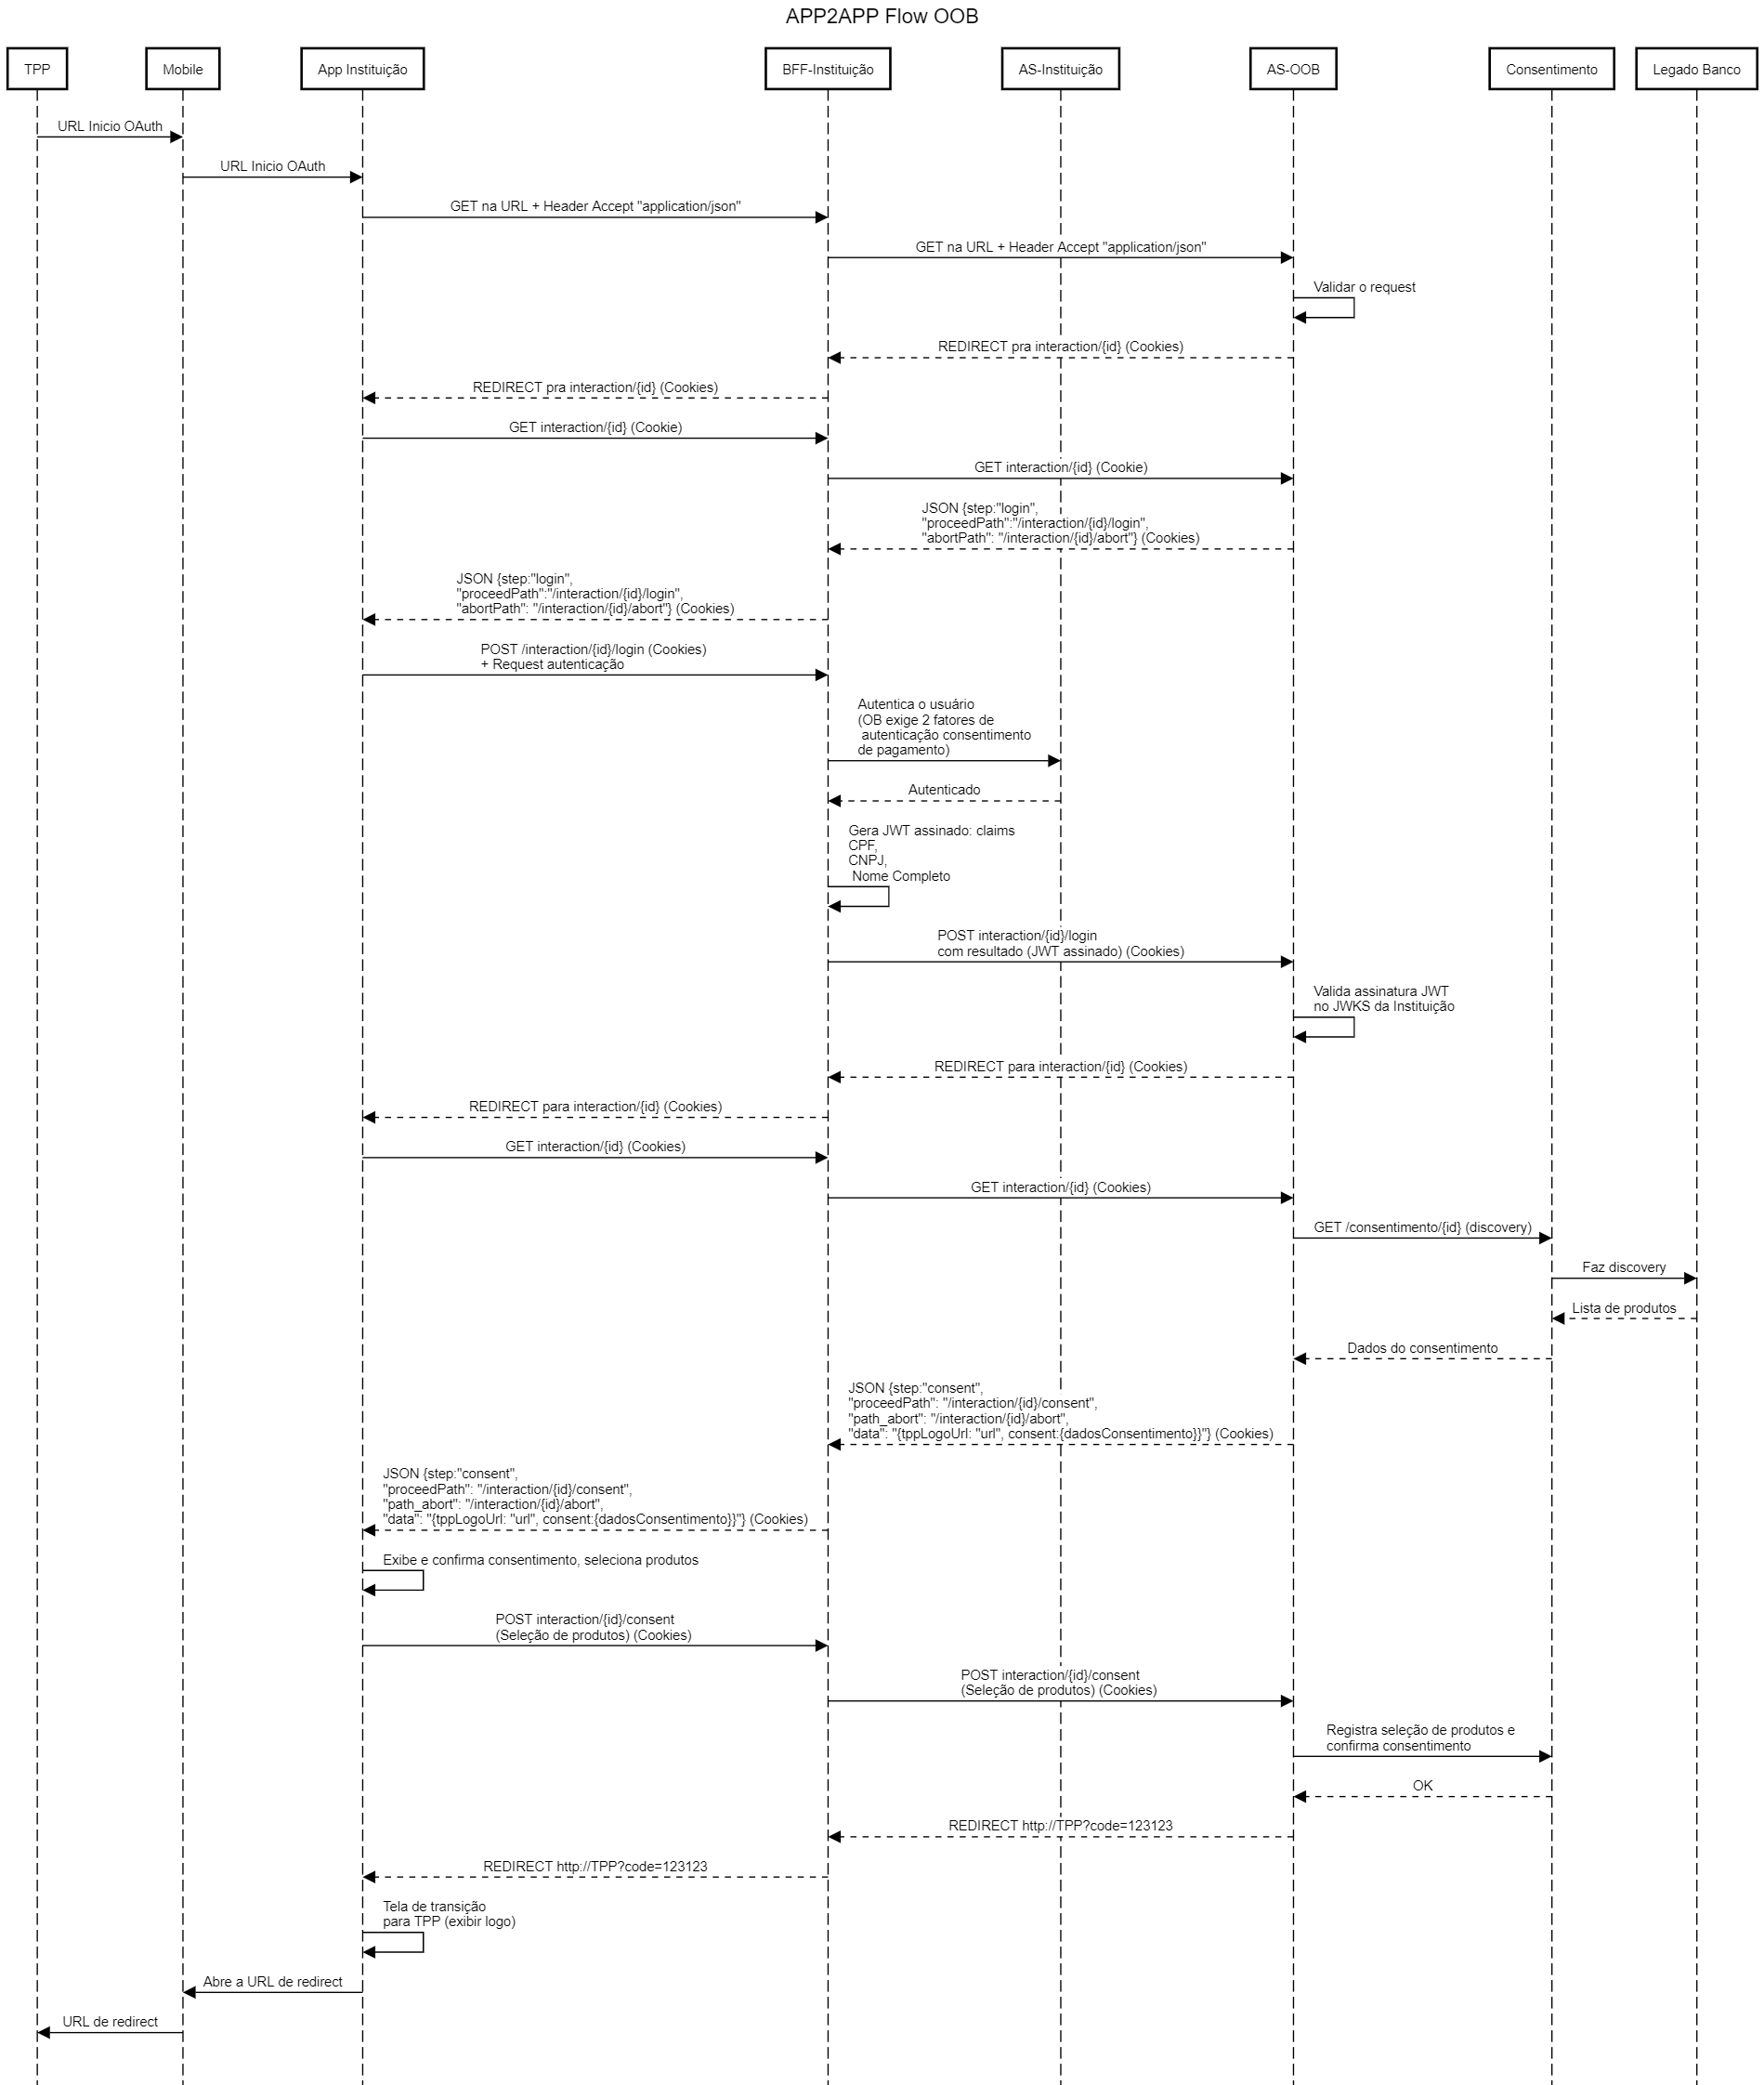 APP2APP Flow OOB
TPP
Mobile
App Instituição
BFF-Instituição
AS-Instituição
AS-OOB
Consentimento
Legado Banco
URL Inicio OAuth
URL Inicio OAuth
GET na URL + Header Accept "application/json"
GET na URL + Header Accept "application/json"
Validar o request
REDIRECT pra interaction/{id} (Cookies)
REDIRECT pra interaction/{id} (Cookies)
GET interaction/{id} (Cookie)
GET interaction/{id} (Cookie)
JSON {step:"login",
"proceedPath":"/interaction/{id}/login",
"abortPath": "/interaction/{id}/abort"} (Cookies)
JSON {step:"login",
"proceedPath":"/interaction/{id}/login",
"abortPath": "/interaction/{id}/abort"} (Cookies)
POST /interaction/{id}/login (Cookies)
+ Request autenticação
Autentica o usuário
(OB exige 2 fatores de
autenticação consentimento
de pagamento)
Autenticado
Gera JWT assinado: claims
CPF,
CNPJ,
Nome Completo
POST interaction/{id}/login
com resultado (JWT assinado) (Cookies)
Valida assinatura JWT
no JWKS da Instituição
REDIRECT para interaction/{id} (Cookies)
REDIRECT para interaction/{id} (Cookies)
GET interaction/{id} (Cookies)
GET interaction/{id} (Cookies)
GET /consentimento/{id} (discovery)
Faz discovery
Lista de produtos
Dados do consentimento
JSON {step:"consent",
"proceedPath": "/interaction/{id}/consent",
"path_abort": "/interaction/{id}/abort",
"data": "{tppLogoUrl: "url", consent:{dadosConsentimento}}"} (Cookies)
JSON {step:"consent",
"proceedPath": "/interaction/{id}/consent",
"path_abort": "/interaction/{id}/abort",
"data": "{tppLogoUrl: "url", consent:{dadosConsentimento}}"} (Cookies)
Exibe e confirma consentimento, seleciona produtos
POST interaction/{id}/consent
(Seleção de produtos) (Cookies)
POST interaction/{id}/consent
(Seleção de produtos) (Cookies)
Registra seleção de produtos e
confirma consentimento
OK
REDIRECT http://TPP?code=123123
REDIRECT http://TPP?code=123123
Tela de transição
para TPP (exibir logo)
Abre a URL de redirect
URL de redirect